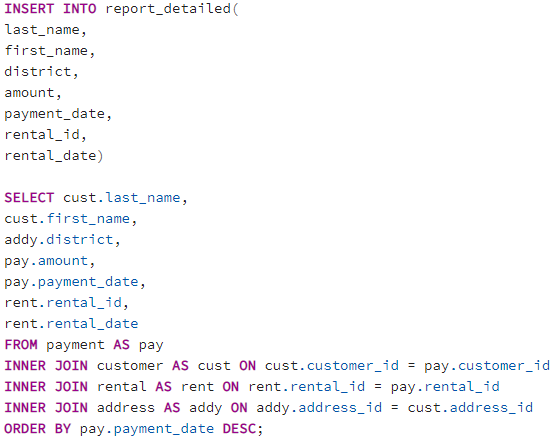 INSERT INTO report_detailed(
last_name,
first_name,
district,
amount,
payment_date,
rental_id,
rental_date)
SELECT cust.last_name,
cust.first_name,
addy.district,
pay.amount,
pay.payment_date,
rent.rental_id,
rent.rental_date
FROM payment AS pay
INNER JOIN customer AS cust ON cust.customer_id = pay.customer_id
INNER JOIN rental AS rent ON rent.rental_id = pay.rental_id
INNER JOIN address AS addy ON addy.address_id = cust.address_id
ORDER BY pay.payment_date DESC;